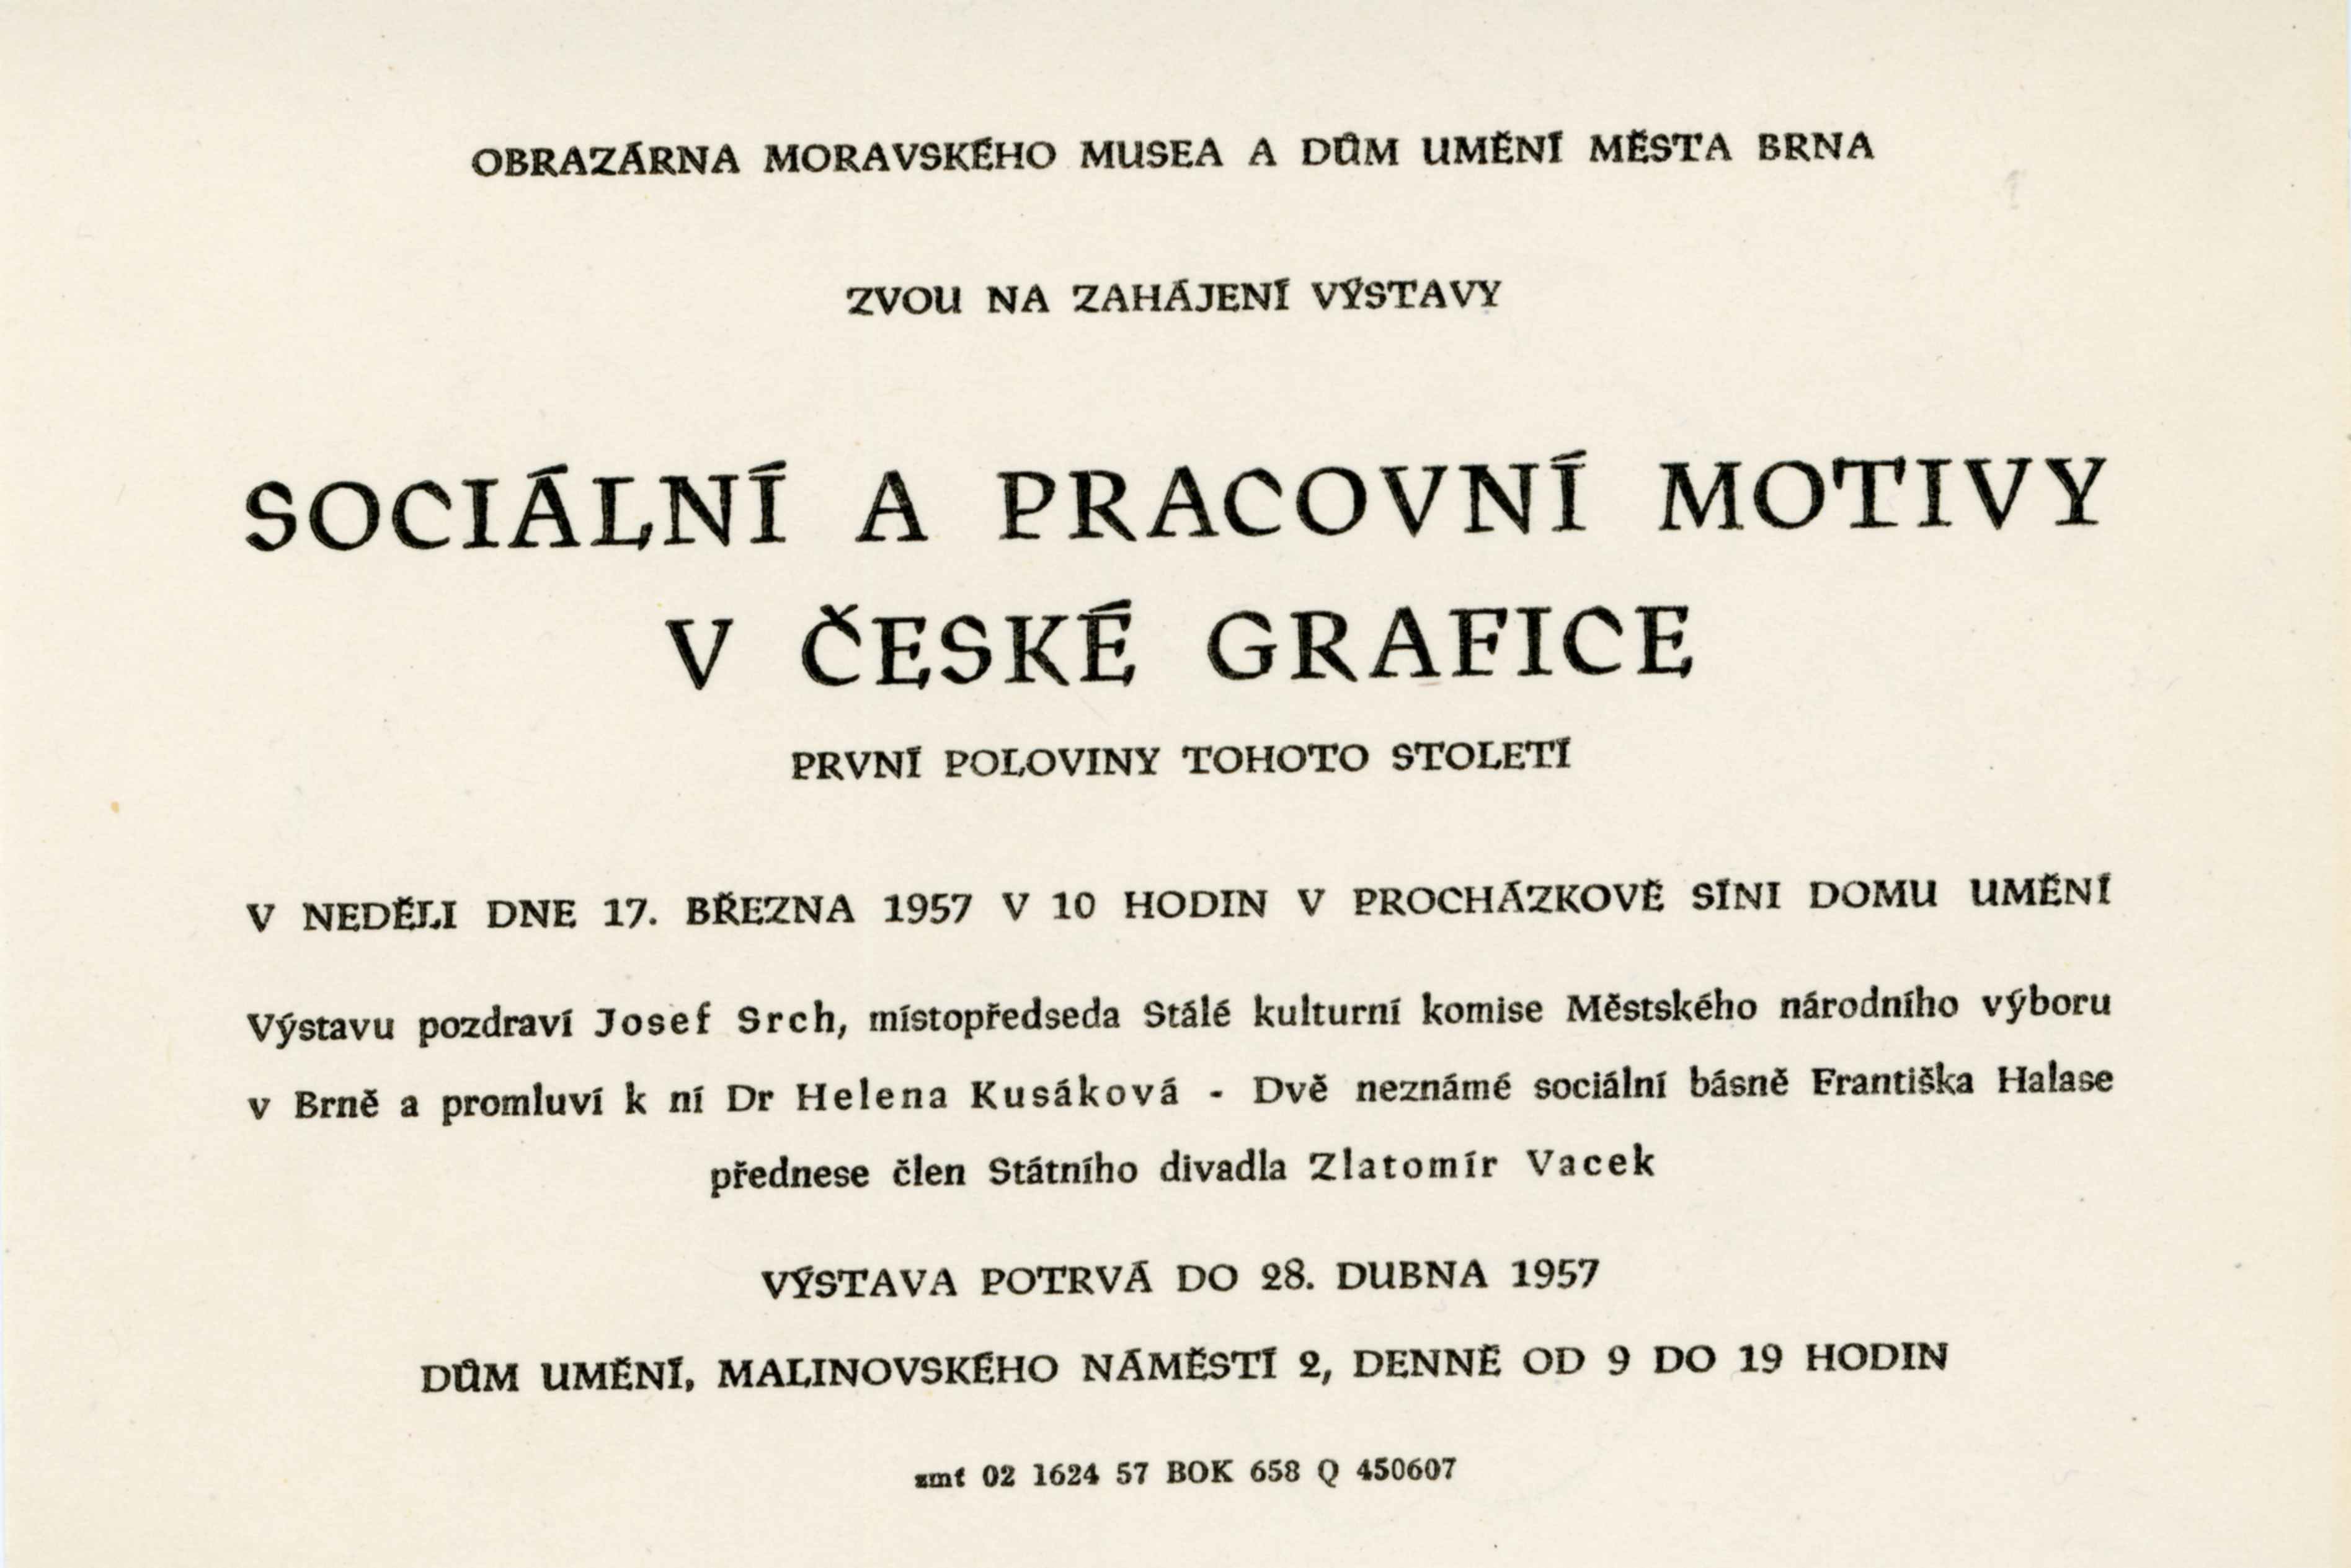 OBRAZÁRNA MORAVSKÉHO MUSEA A DŮM UMĚNÍ MĚSTA BRNA
ZVOU NA ZAHÁJENÍ VÝSTAVY
SOCIÁLNÍ A PRACOVNÍ MOTIVY
V ČESKÉ GRAFICE
PRVNÍ POLOVINY TOHOTO STOLETÍ
V NEDĚLI DNE 17. BŘEZNA 1957 V 10 HODIN V PROCHÁZKOVĚ SÍNI DOMU UMĚNÍ
Výstavu pozdraví Josef Srch, místopředseda Stálé kulturní komise Městského národního výboru
v Brně a promluví k ní Dr Helena Kusáková - Dvě neznámé sociální básně Františka Halase
přednese člen Státního divadla Zlatomír Vacek
VÝSTAVA POTRVÁ DO 28. DUBNA 1957
DŮM UMĚNÍ, MALINOVSKÉHO NÁMĚSTÍ 2, DENNĚ OD 9 DO 19 HODIN
zmt 02 1624 57 BOK 658 Q 450607